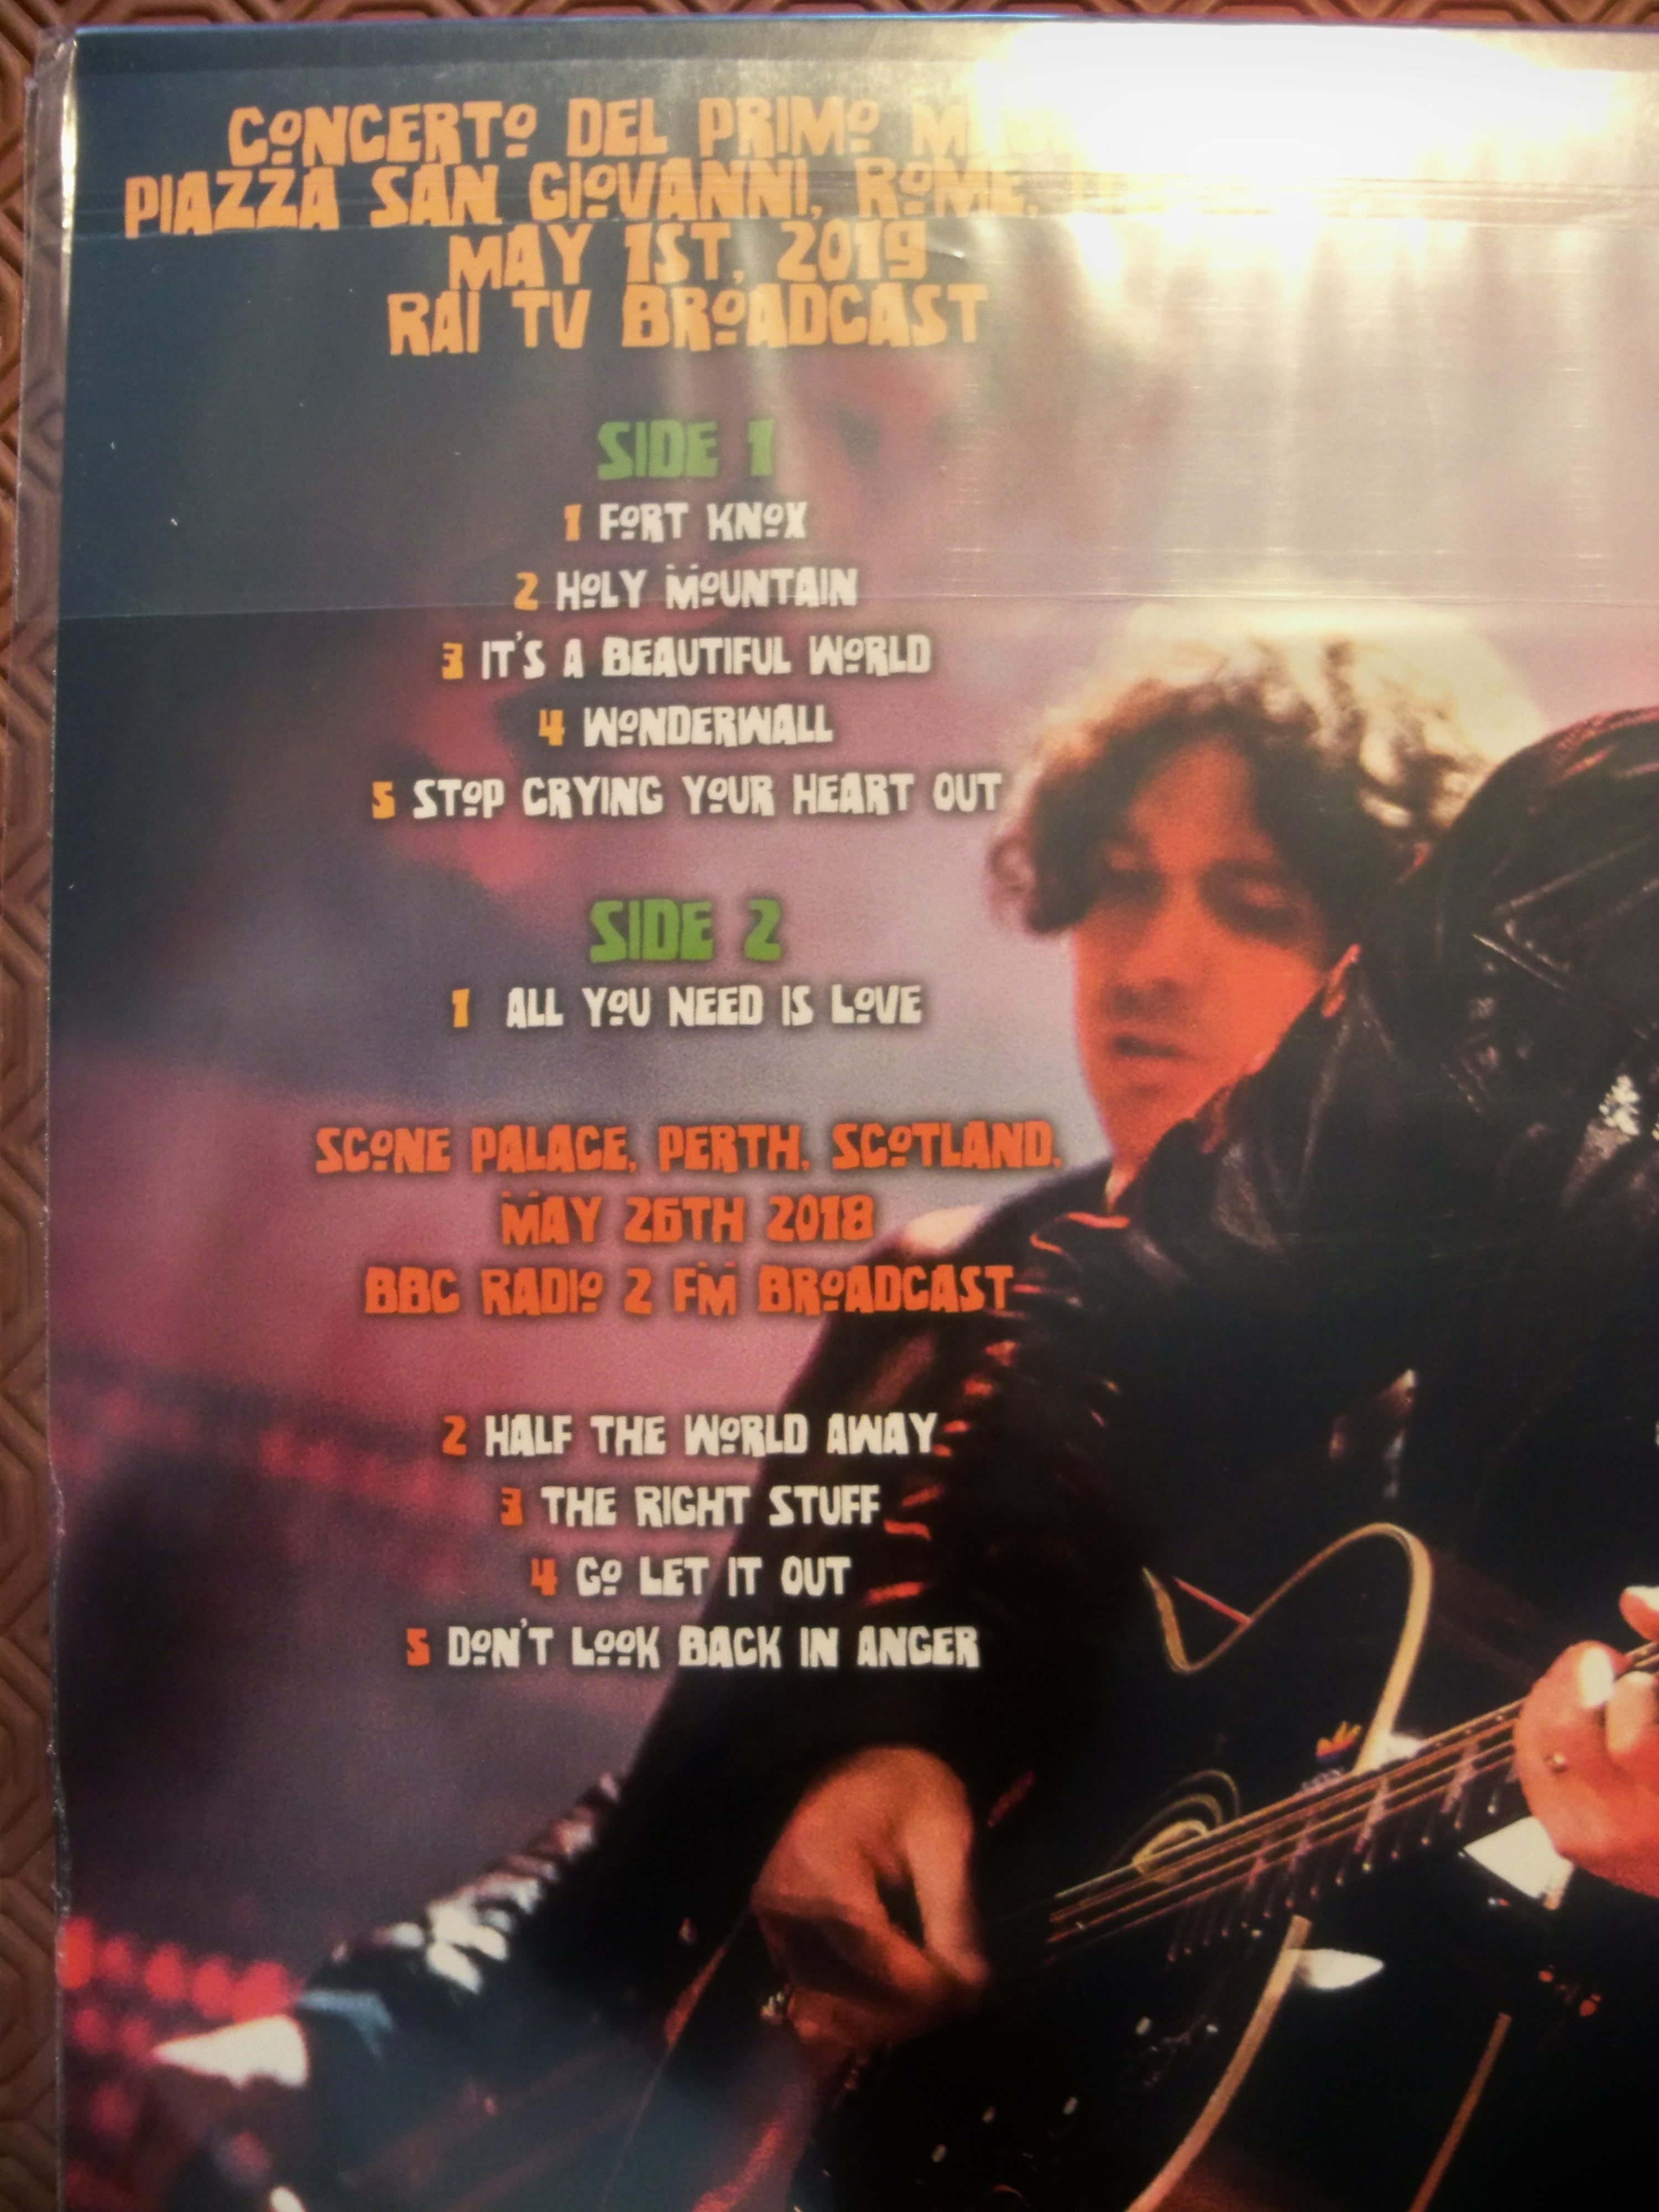 CONCERTO DEL PRIMO
PIAZZA SAN GIOVANNI, ROME,
MAY 1ST, 2019
RAI TV BROADCAST
SIDE 1
1 FORT KNOX
2 HOLY MOUNTAIN
3 IT'S A BEAUTIFUL WORLD
4 WONDERWALL
5 STOP CRYING YOUR HEART OUT
SIDE 2
1 ALL YOU NEED IS LOVE
SCONE PALACE, PERTH, SCOTLAND,
MAY 26TH 2018
BBC RADIO 2 FM BROADCAST
2 HALF THE WORLD AWAY
3 THE RIGHT STUFF
4 GO LET IT OUT
5 DON'T LOOK BACK IN ANGER